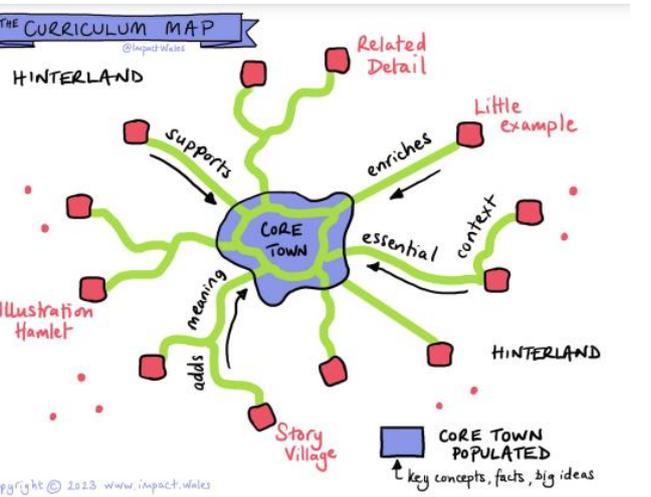 THE CURRICULUM MAP
@ImpactWales
HINTERLAND
Related
Detail
Little
example
supports
enriches
context
CORE
TOWN
essential
meaning
adds
Illustration
Hamlet
HINTERLAND
Story
Village
CORE TOWN
POPULATED
key concepts, facts, big ideas
pyright © 2023 www.impact.wales